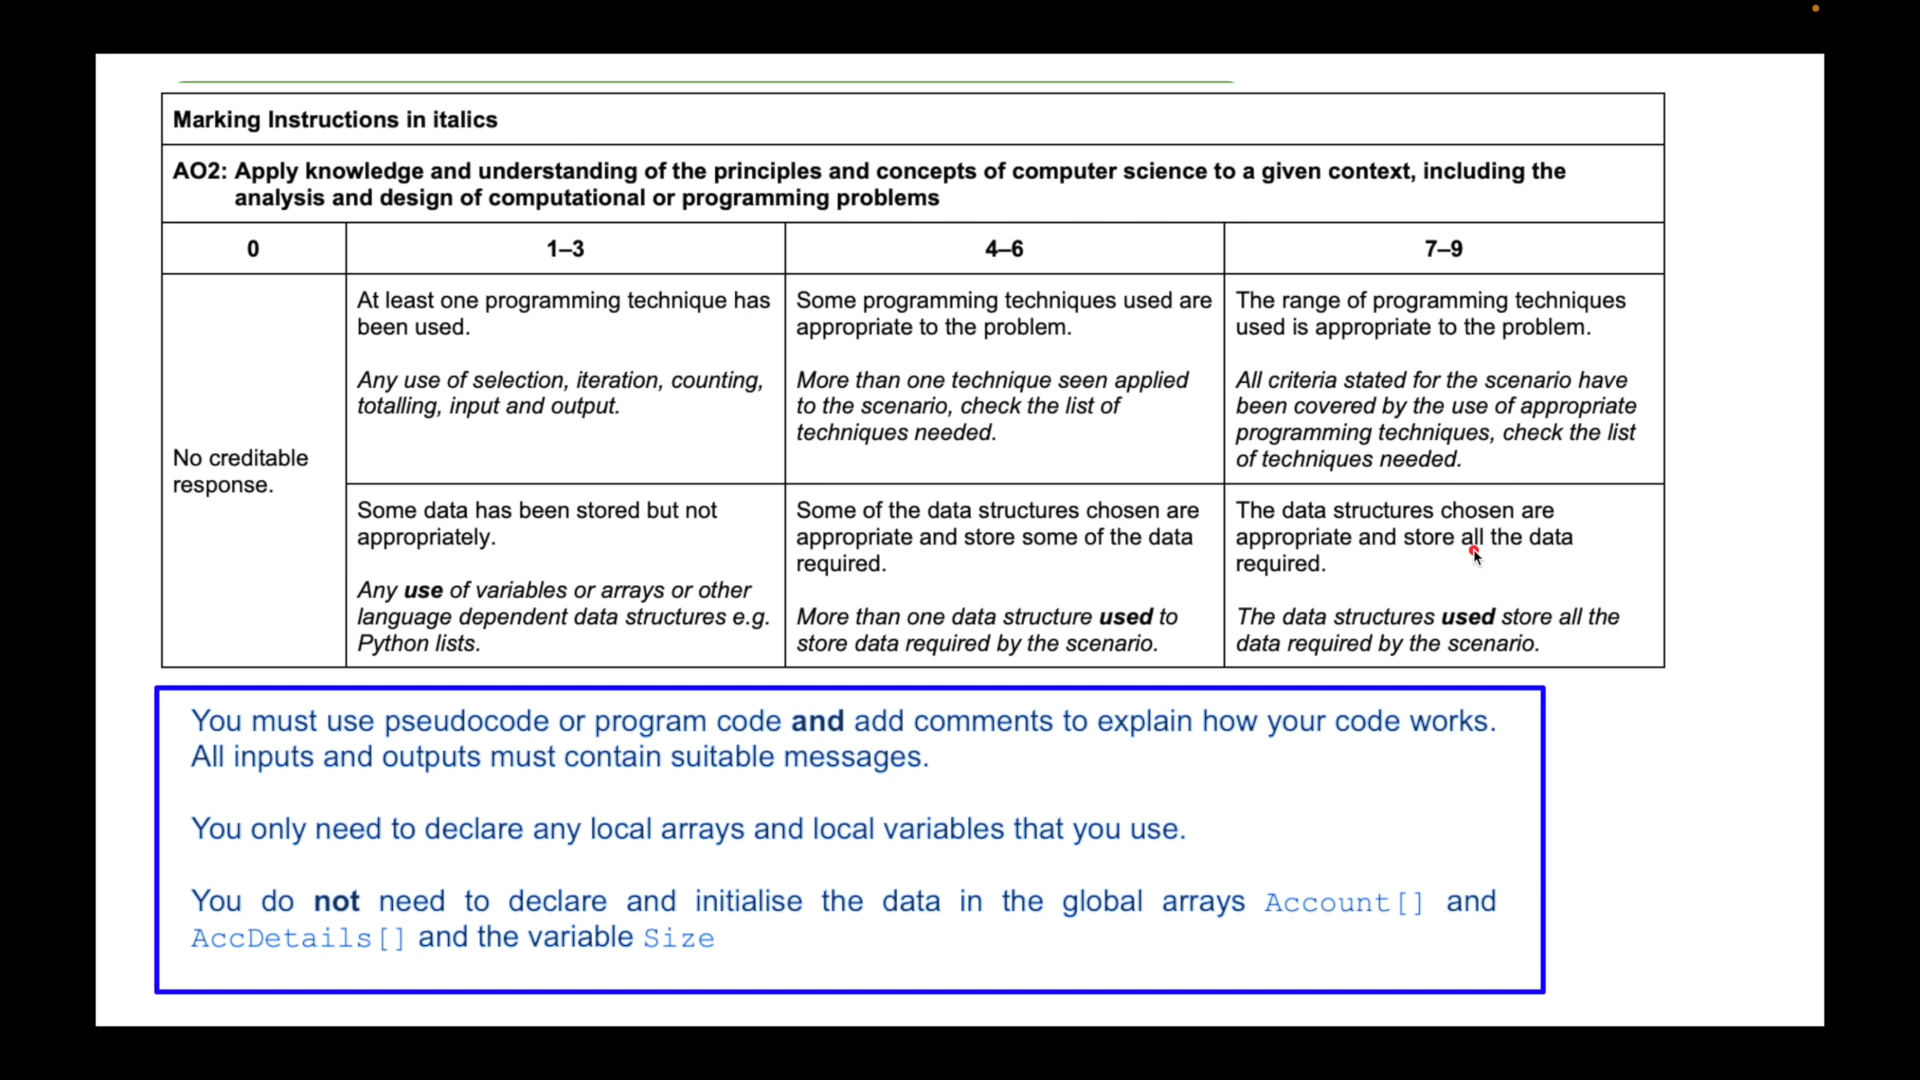 Marking Instructions in italics
AO2: Apply knowledge and understanding of the principles and concepts of computer science to a given context, including the
analysis and design of computational or programming problems
0
1–3
4–6
7–9
No creditable
response.
At least one programming technique has
been used.
Any use of selection, iteration, counting,
totalling, input and output.
Some programming techniques used are
appropriate to the problem.
More than one technique seen applied
to the scenario, check the list of
techniques needed.
The range of programming techniques
used is appropriate to the problem.
All criteria stated for the scenario have
been covered by the use of appropriate
programming techniques, check the list
of techniques needed.
Some data has been stored but not
appropriately.
Any use of variables or arrays or other
language dependent data structures e.g.
Python lists.
Some of the data structures chosen are
appropriate and store some of the data
required.
More than one data structure used to
store data required by the scenario.
The data structures chosen are
appropriate and store all the data
required.
The data structures used store all the
data required by the scenario.
You must use pseudocode or program code and add comments to explain how your code works.
All inputs and outputs must contain suitable messages.
You only need to declare any local arrays and local variables that you use.
You do not need to declare and initialise the data in the global arrays Account[] and
AccDetails[] and the variable Size